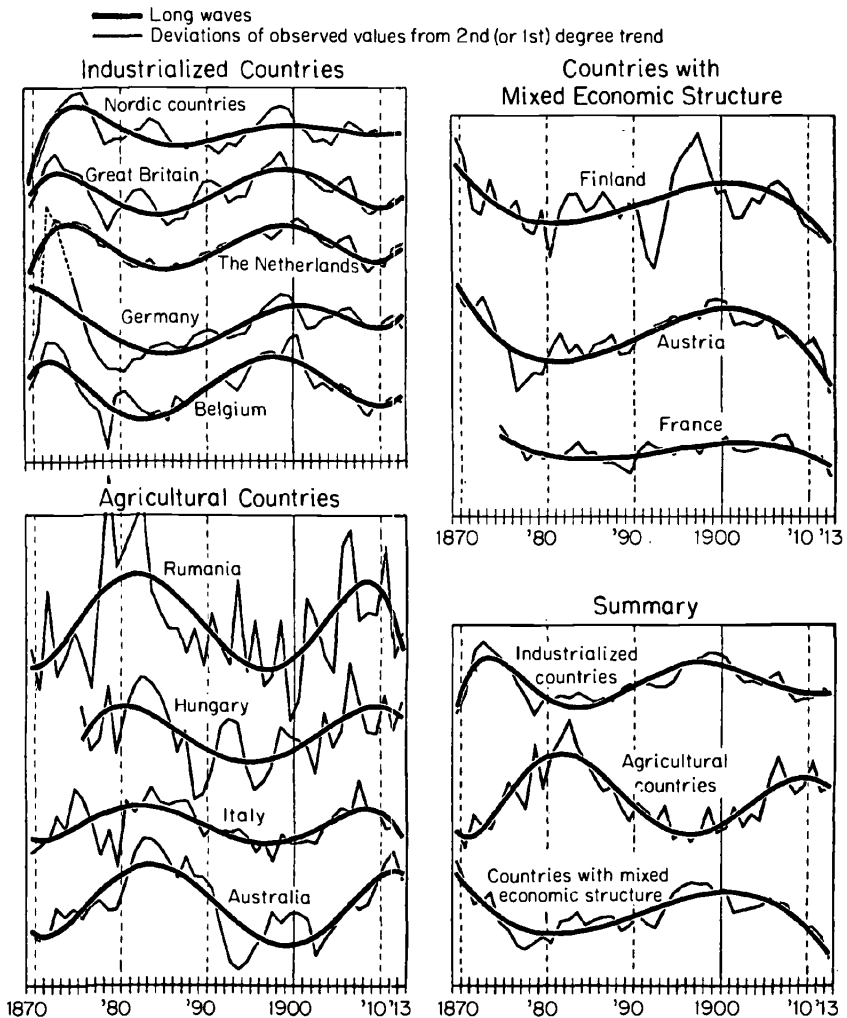 Long waves
Deviations of observed values from 2nd (or 1st) degree trend
Industrialized Countries
Nordic countries
Great Britain
The Netherlands
Germany
Belgium
Countries with
Mixed Economic Structure
Finland
Austria
France
1870 '80 '90 1900 '10 '13
Agricultural Countries
Rumania
Hungary
Italy
Australia
1870 '80 '90 1900 '10 '13
Summary
Industrialized
countries
Agricultural
countries
Countries with mixed
economic structure
1870 '80 '90 1900 '10 '13